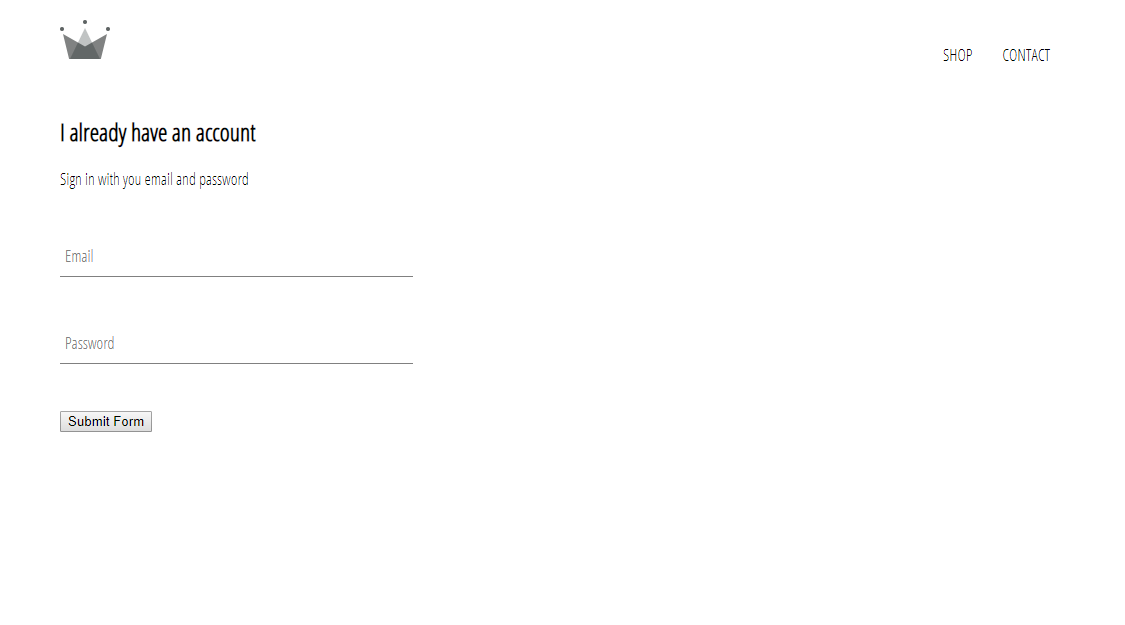 SHOP CONTACT
I already have an account
Sign in with you email and password
Email
Password
Submit Form